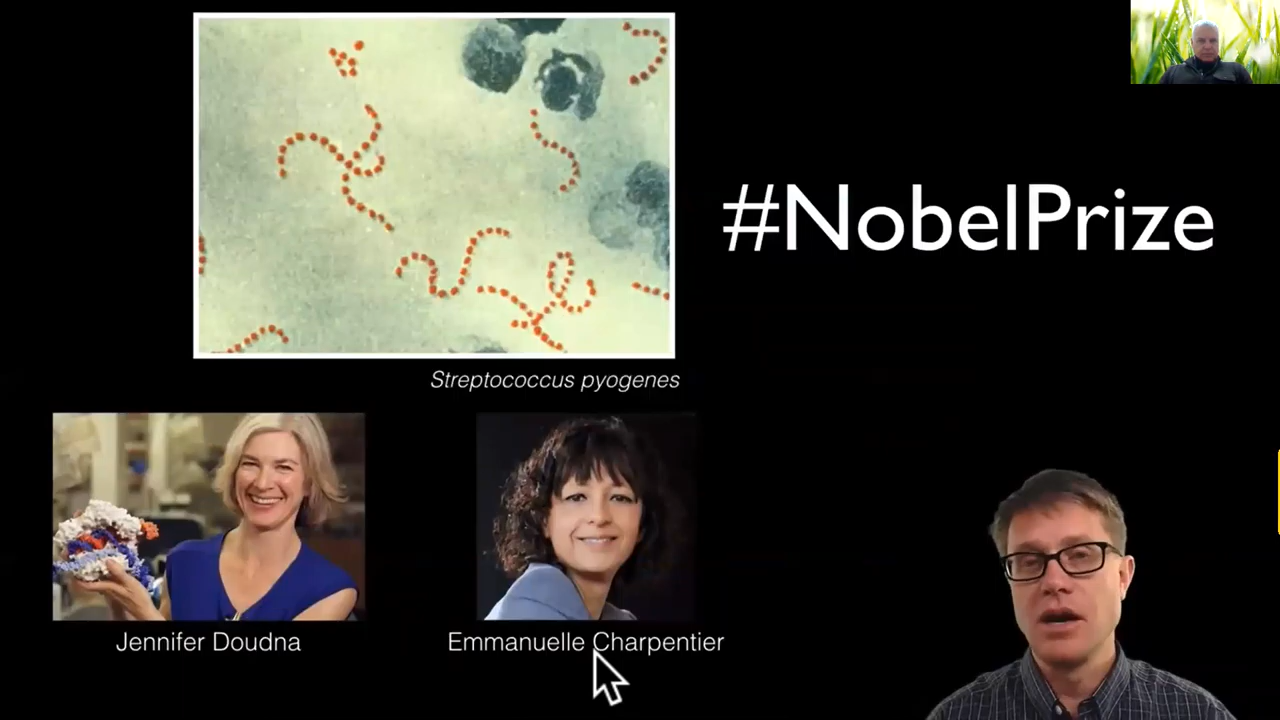 #NobelPrize
Streptococcus pyogenes
Jennifer Doudna
Emmanuelle Charpentier